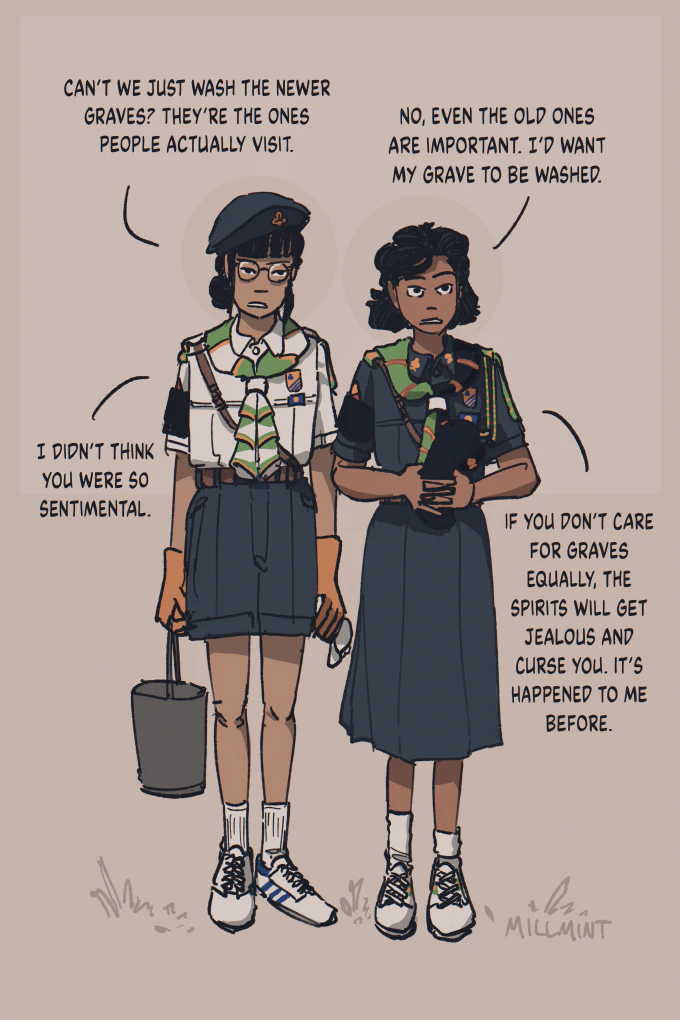 CAN'T WE JUST WASH THE NEWER
GRAVES? THEY'RE THE ONES
PEOPLE ACTUALLY VISIT.
NO, EVEN THE OLD ONES
ARE IMPORTANT. I'D WANT
MY GRAVE TO BE WASHED.
I DIDN'T THINK
YOU WERE SO
SENTIMENTAL.
IF YOU DON'T CARE
FOR GRAVES
EQUALLY, THE
SPIRITS WILL GET
JEALOUS AND
CURSE YOU. IT'S
HAPPENED TO ME
BEFORE.
MILLMINT